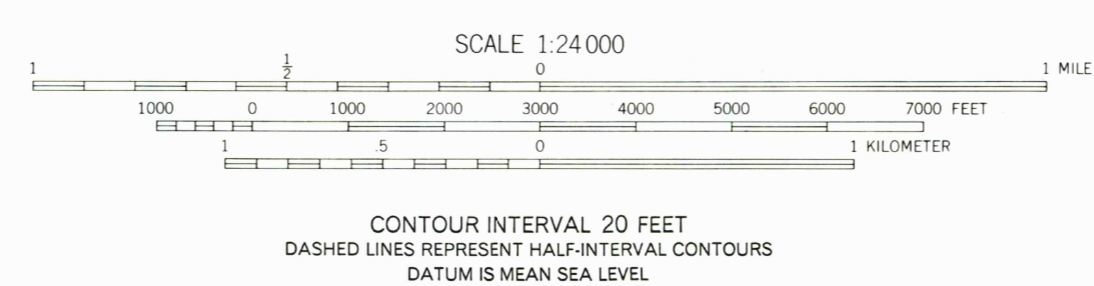 SCALE 1:24 000
1 1/2 0 1 MILE
1000 0 1000 2000 3000 4000 5000 6000 7000 FEET
1 .5 0 1 KILOMETER
CONTOUR INTERVAL 20 FEET
DASHED LINES REPRESENT HALF-INTERVAL CONTOURS
DATUM IS MEAN SEA LEVEL